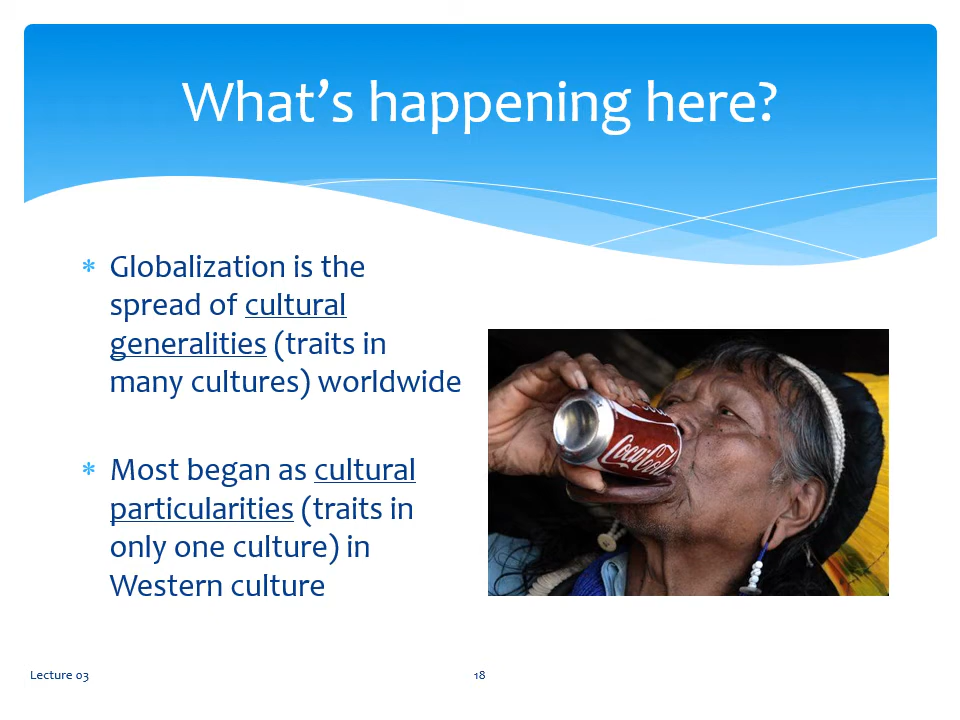 What’s happening here?
* Globalization is the
spread of cultural
generalities (traits in
many cultures) worldwide
* Most began as cultural
particularities (traits in
only one culture) in
Western culture
Coca-Cola
Lecture 03
18